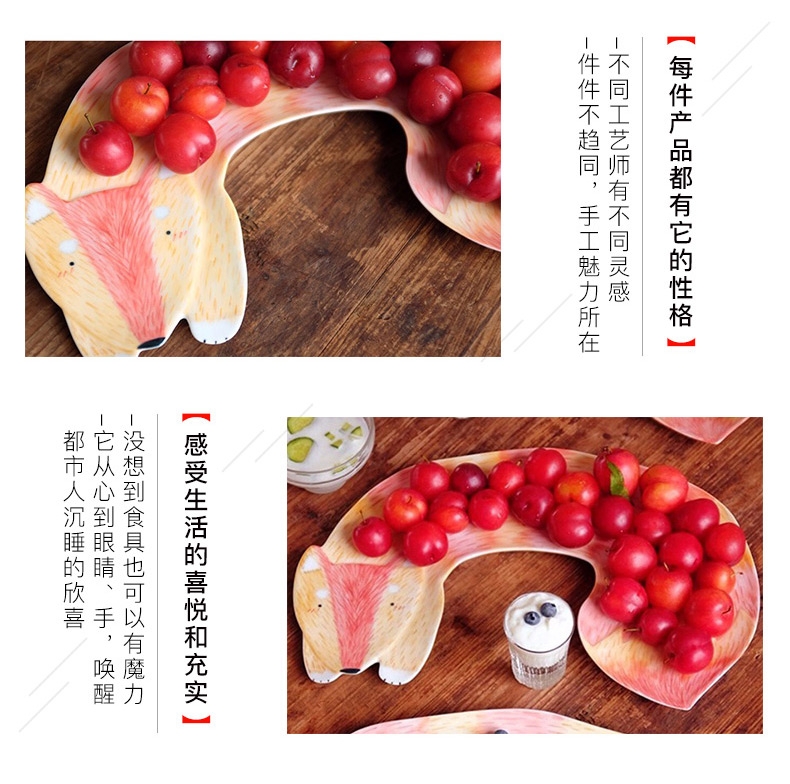 【每件产品都有它的性格】
–不同工艺师有不同灵感
–件件不趋同，手工魅力所在
【感受生活的喜悦和充实】
–没想到食具也可以有魔力
–它从心到眼睛、手，唤醒
都市人沉睡的欣喜